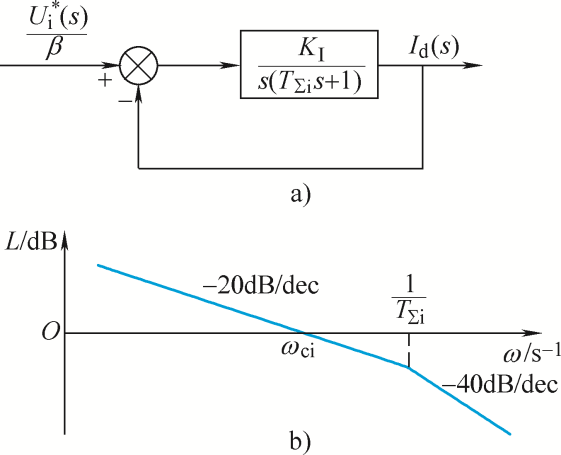 U_i^*(s)
β
+
−
K_I
s(T_Σi s+1)
I_d(s)
a)
L/dB
−20dB/dec
1
T_Σi
O
ω_ci
ω/s⁻¹
−40dB/dec
b)